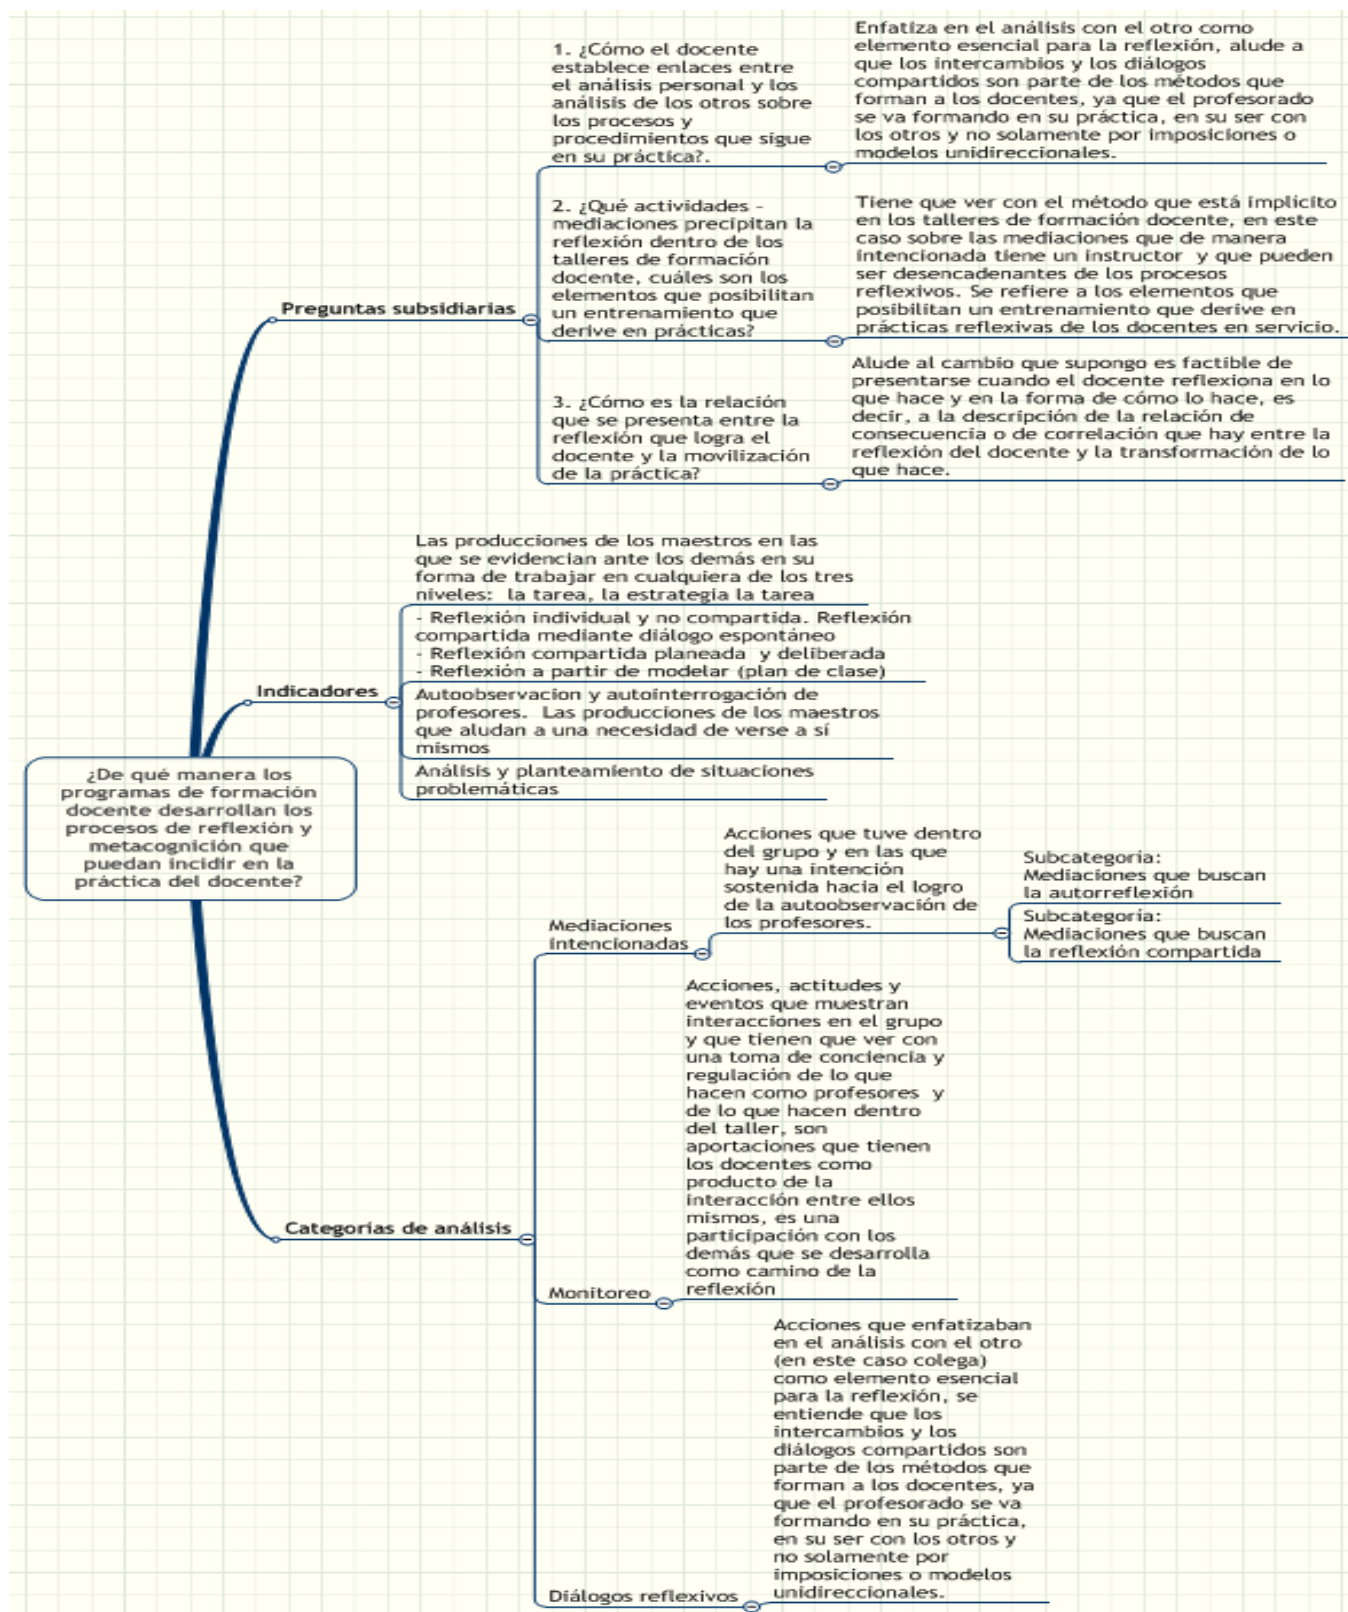 1. ¿Cómo el docente
establece enlaces entre
el análisis personal y los
análisis de los otros sobre
los procesos y
procedimientos que sigue
en su práctica?.
Enfatiza en el análisis con el otro como
elemento esencial para la reflexión, alude a
que los intercambios y los diálogos
compartidos son parte de los métodos que
forman a los docentes, ya que el profesorado
se va formando en su práctica, en su ser con
los otros y no solamente por imposiciones o
modelos unidireccionales.
2. ¿Qué actividades -
mediaciones precipitan la
reflexión dentro de los
talleres de formación
docente, cuáles son los
elementos que posibilitan
un entrenamiento que
derive en prácticas?
Tiene que ver con el método que está implícito
en los talleres de formación docente, en este
caso sobre las mediaciones que de manera
intencionada tiene un instructor y que pueden
ser desencadenantes de los procesos
reflexivos. Se refiere a los elementos que
posibilitan un entrenamiento que derive en
prácticas reflexivas de los docentes en servicio.
Preguntas subsidiarias
3. ¿Cómo es la relación
que se presenta entre la
reflexión que logra el
docente y la movilización
de la práctica?
Alude al cambio que supongo es factible de
presentarse cuando el docente reflexiona en lo
que hace y en la forma de cómo lo hace, es
decir, a la descripción de la relación de
consecuencia o de correlación que hay entre la
reflexión del docente y la transformación de lo
que hace.
Las producciones de los maestros en las
que se evidencian ante los demás en su
forma de trabajar en cualquiera de los tres
niveles: la tarea, la estrategia la tarea
- Reflexión individual y no compartida. Reflexión
compartida mediante diálogo espontáneo
- Reflexión compartida planeada y deliberada
- Reflexión a partir de modelar (plan de clase)
Indicadores
Autoobservacion y autointerrogación de
profesores. Las producciones de los maestros
que aludan a una necesidad de verse a sí
mismos
Análisis y planteamiento de situaciones
problemáticas
¿De qué manera los
programas de formación
docente desarrollan los
procesos de reflexión y
metacognición que
puedan incidir en la
práctica del docente?
Acciones que tuve dentro
del grupo y en las que
hay una intención
sostenida hacia el logro
de la autoobservación de
los profesores.
Subcategoría:
Mediaciones que buscan
la autorreflexión
Subcategoría:
Mediaciones que buscan
la reflexión compartida
Mediaciones
intencionadas
Acciones, actitudes y
eventos que muestran
interacciones en el grupo
y que tienen que ver con
una toma de conciencia y
regulación de lo que
hacen como profesores y
de lo que hacen dentro
del taller, son
aportaciones que tienen
los docentes como
producto de la
interacción entre ellos
mismos, es una
participación con los
demás que se desarrolla
como camino de la
reflexión
Categorías de análisis
Monitoreo
Acciones que enfatizaban
en el análisis con el otro
(en este caso colega)
como elemento esencial
para la reflexión, se
entiende que los
intercambios y los
diálogos compartidos son
parte de los métodos que
forman a los docentes, ya
que el profesorado se va
formando en su práctica,
en su ser con los otros y
no solamente por
imposiciones o modelos
unidireccionales.
Diálogos reflexivos